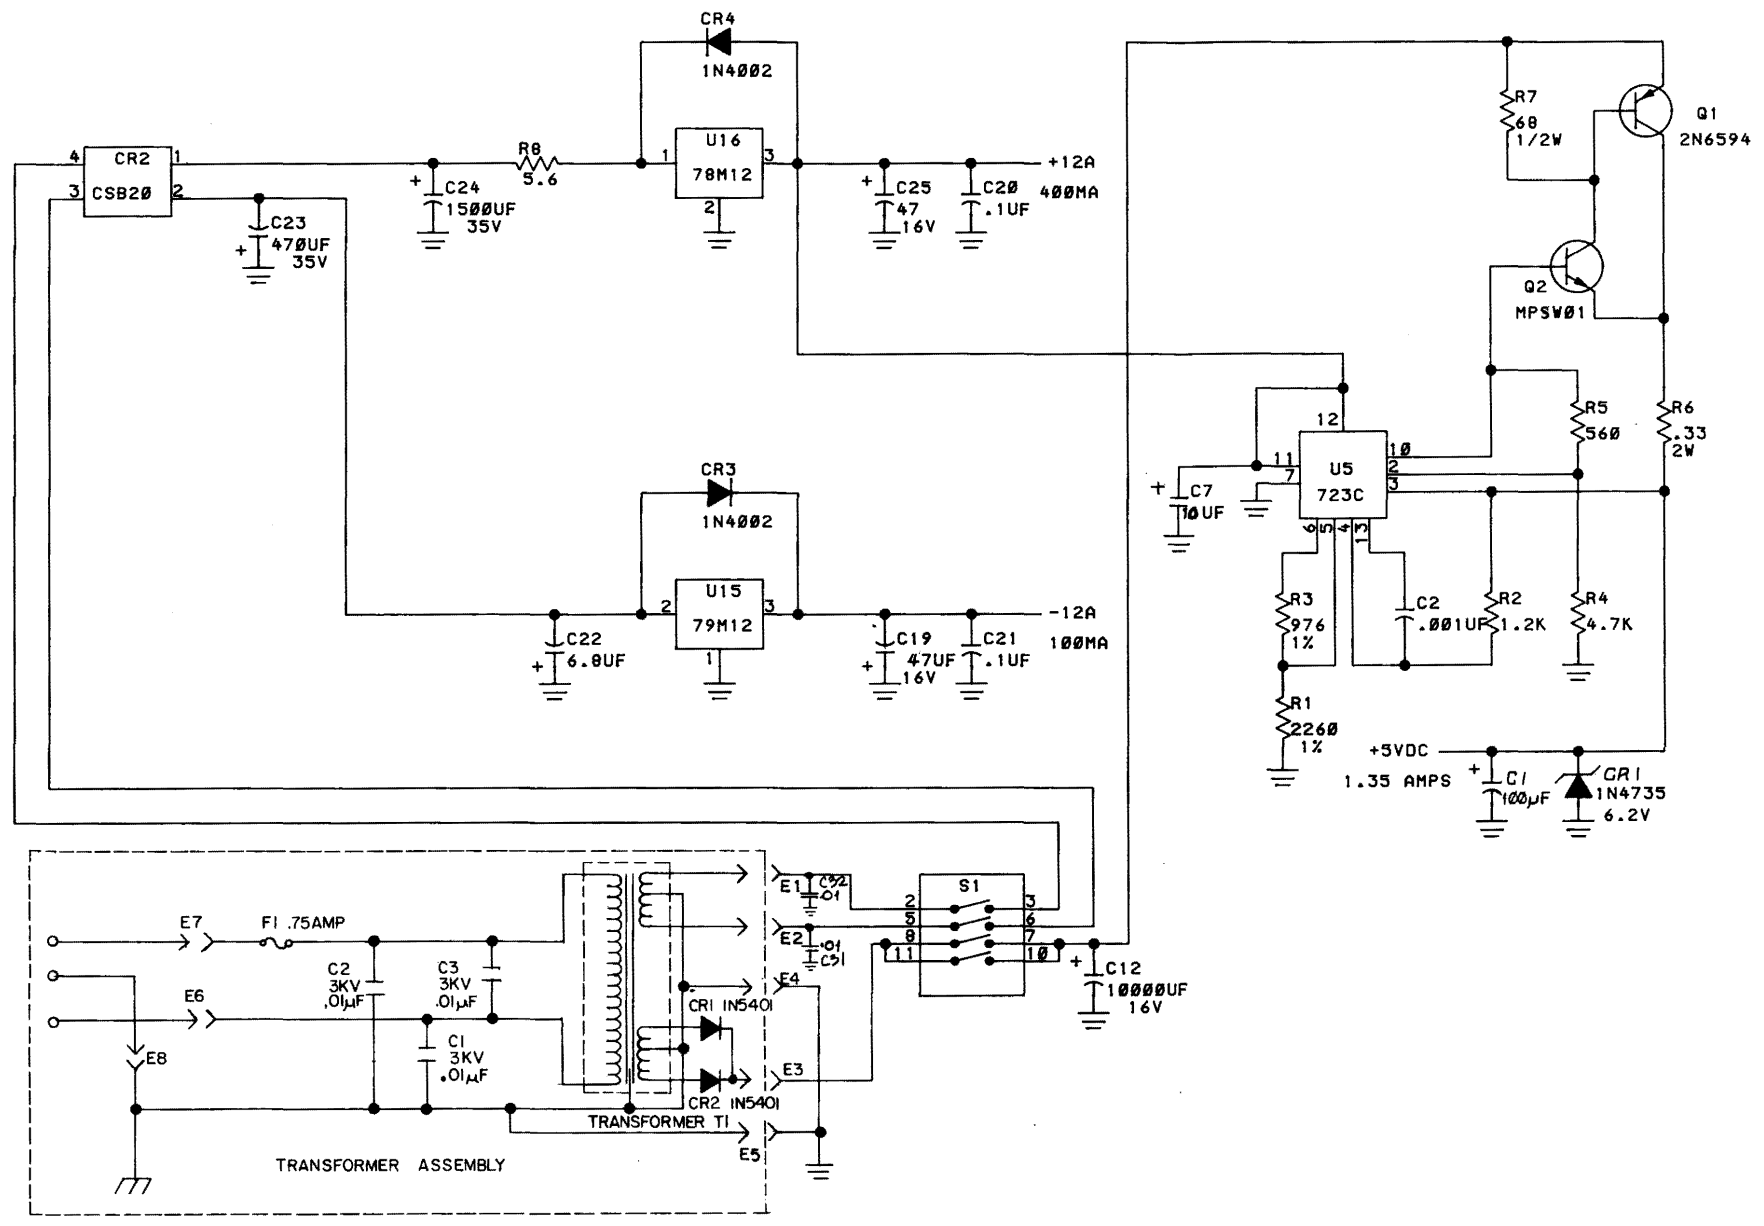 CR4
1N4002
4 CR2 1
3 CSB20 2
C23
+ 470UF
35V
+ C24
1500UF
35V
R8
5.6
1 U16 3
78M12
2
+ C25
47
16V
C20
.1UF
+12A
400MA
R7
68
1/2W
Q1
2N6594
Q2
MPSW01
R5
560
R6
.33
2W
12
11 U5 10
7 723C 2
3
6 5 4 13
+ C7
10UF
R3
976
1%
C2
.001UF
R2
1.2K
R4
4.7K
R1
2260
1%
+5VDC
1.35 AMPS
+ C1
100µF
CR1
1N4735
6.2V
CR3
1N4002
2 U15 3
79M12
1
C22
+ 6.8UF
C19
+ 47UF
16V
C21
.1UF
-12A
100MA
E7
F1 .75AMP
E6
E8
C2
3KV
.01µF
C3
3KV
.01µF
C1
3KV
.01µF
E1 C32
.01
E2 .01
C31
E4
CR1 1N5401
E3
CR2 1N5401
TRANSFORMER T1
E5
TRANSFORMER ASSEMBLY
S1
2 3
5 6
8 7
11 10
+ C12
10000UF
16V